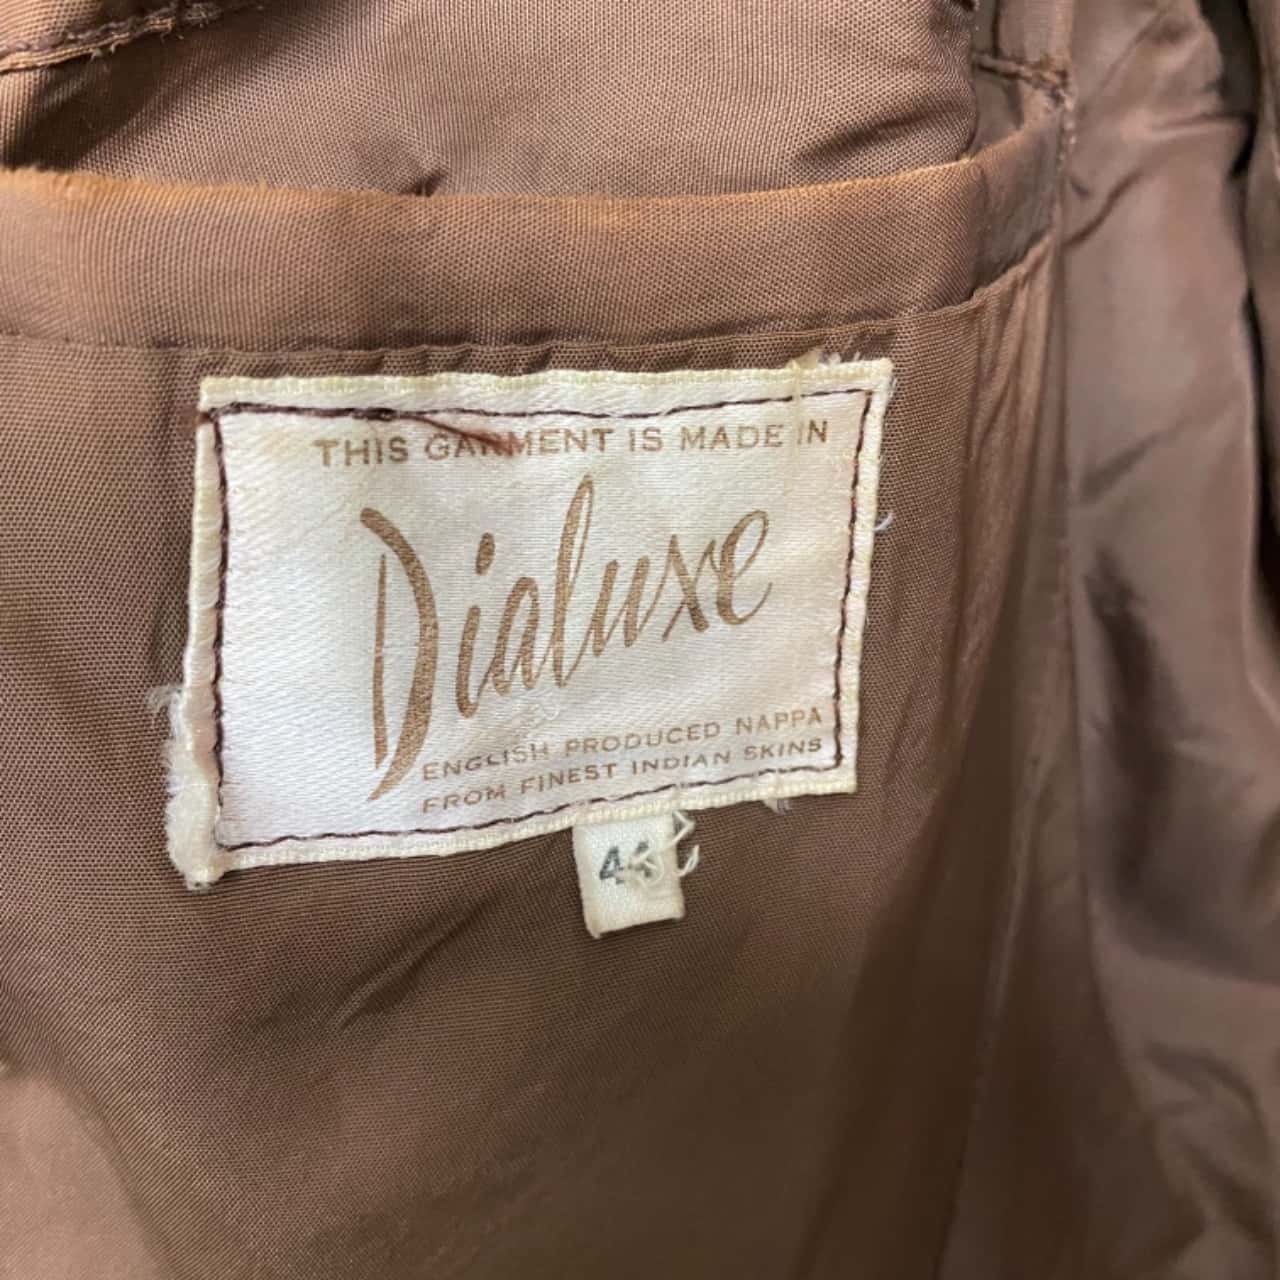 THIS GARMENT IS MADE IN
Dialuxe
ENGLISH PRODUCED NAPPA
FROM FINEST INDIAN SKINS
44